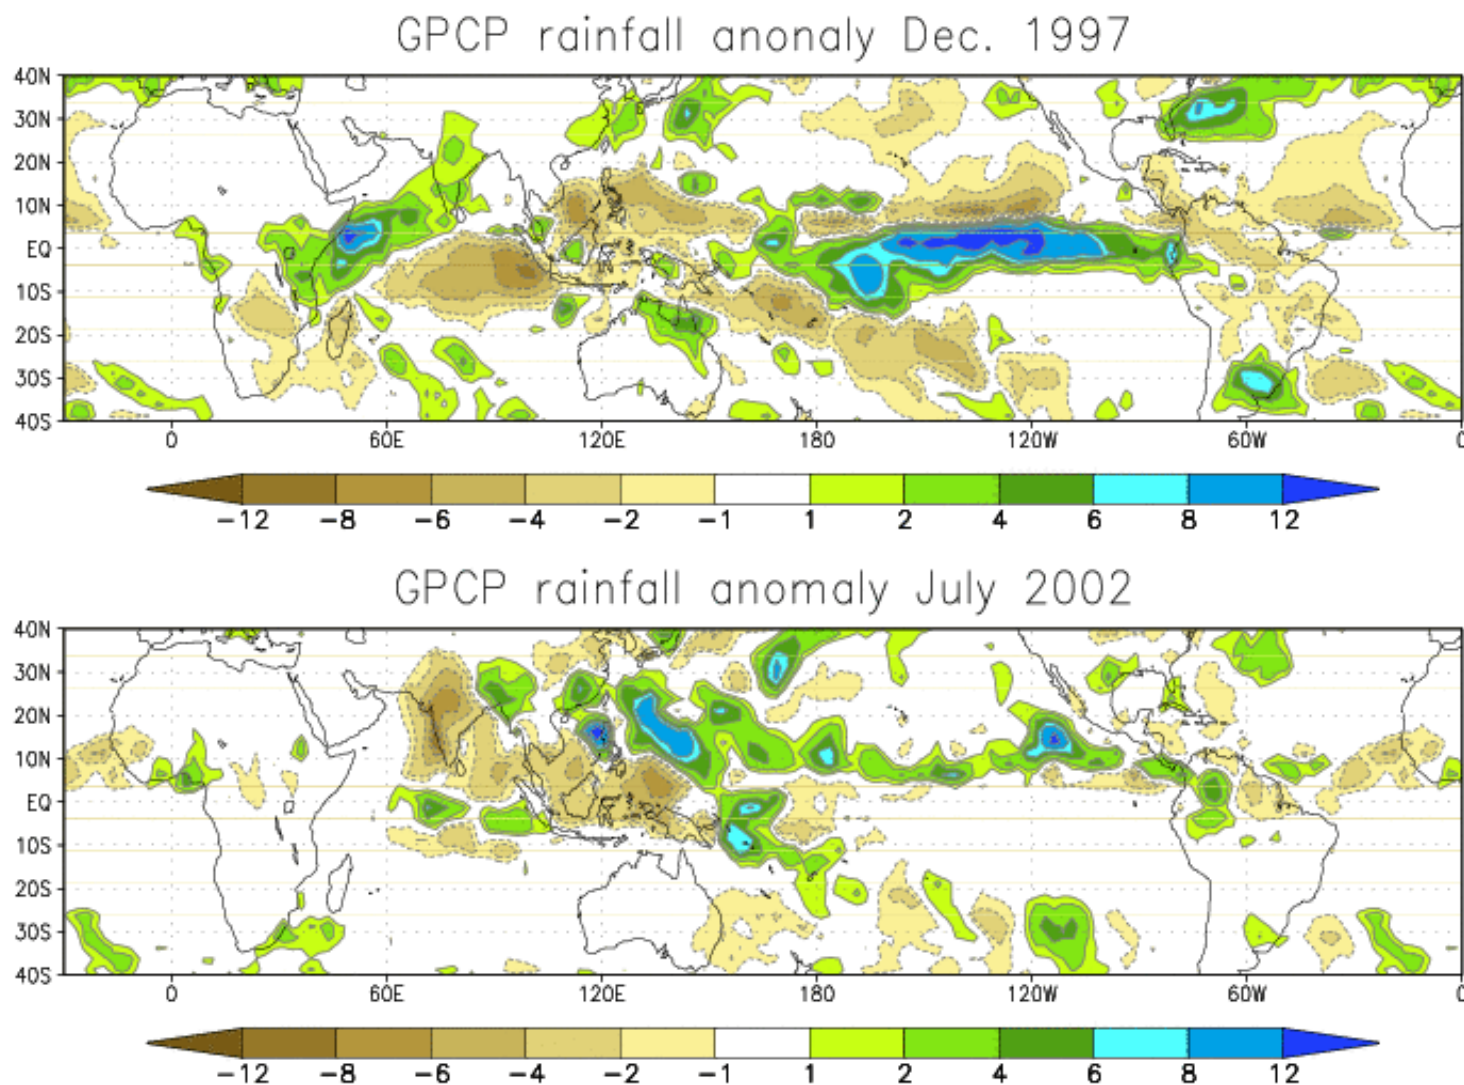 GPCP rainfall anonaly Dec. 1997
40N
30N
20N
10N
EQ
10S
20S
30S
40S
0 60E 120E 180 120W 60W 0
−12 −8 −6 −4 −2 −1 1 2 4 6 8 12
GPCP rainfall anomaly July 2002
40N
30N
20N
10N
EQ
10S
20S
30S
40S
0 60E 120E 180 120W 60W 0
−12 −8 −6 −4 −2 −1 1 2 4 6 8 12